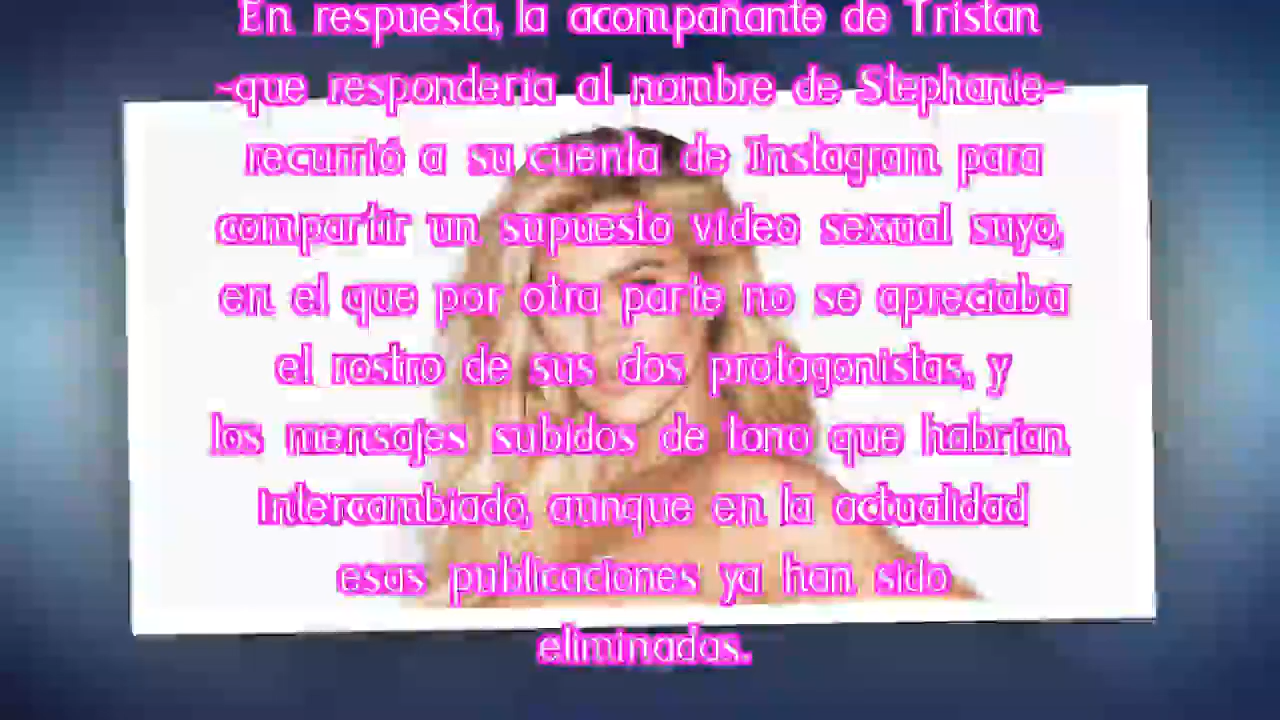 En respuesta, la acompañante de Tristan
-que respondería al nombre de Stephanie-
recurrió a su cuenta de Instagram para
compartir un supuesto vídeo sexual suyo,
en el que por otra parte no se apreciaba
el rostro de sus dos protagonistas, y
los mensajes subidos de tono que habrían
intercambiado, aunque en la actualidad
esas publicaciones ya han sido
eliminadas.